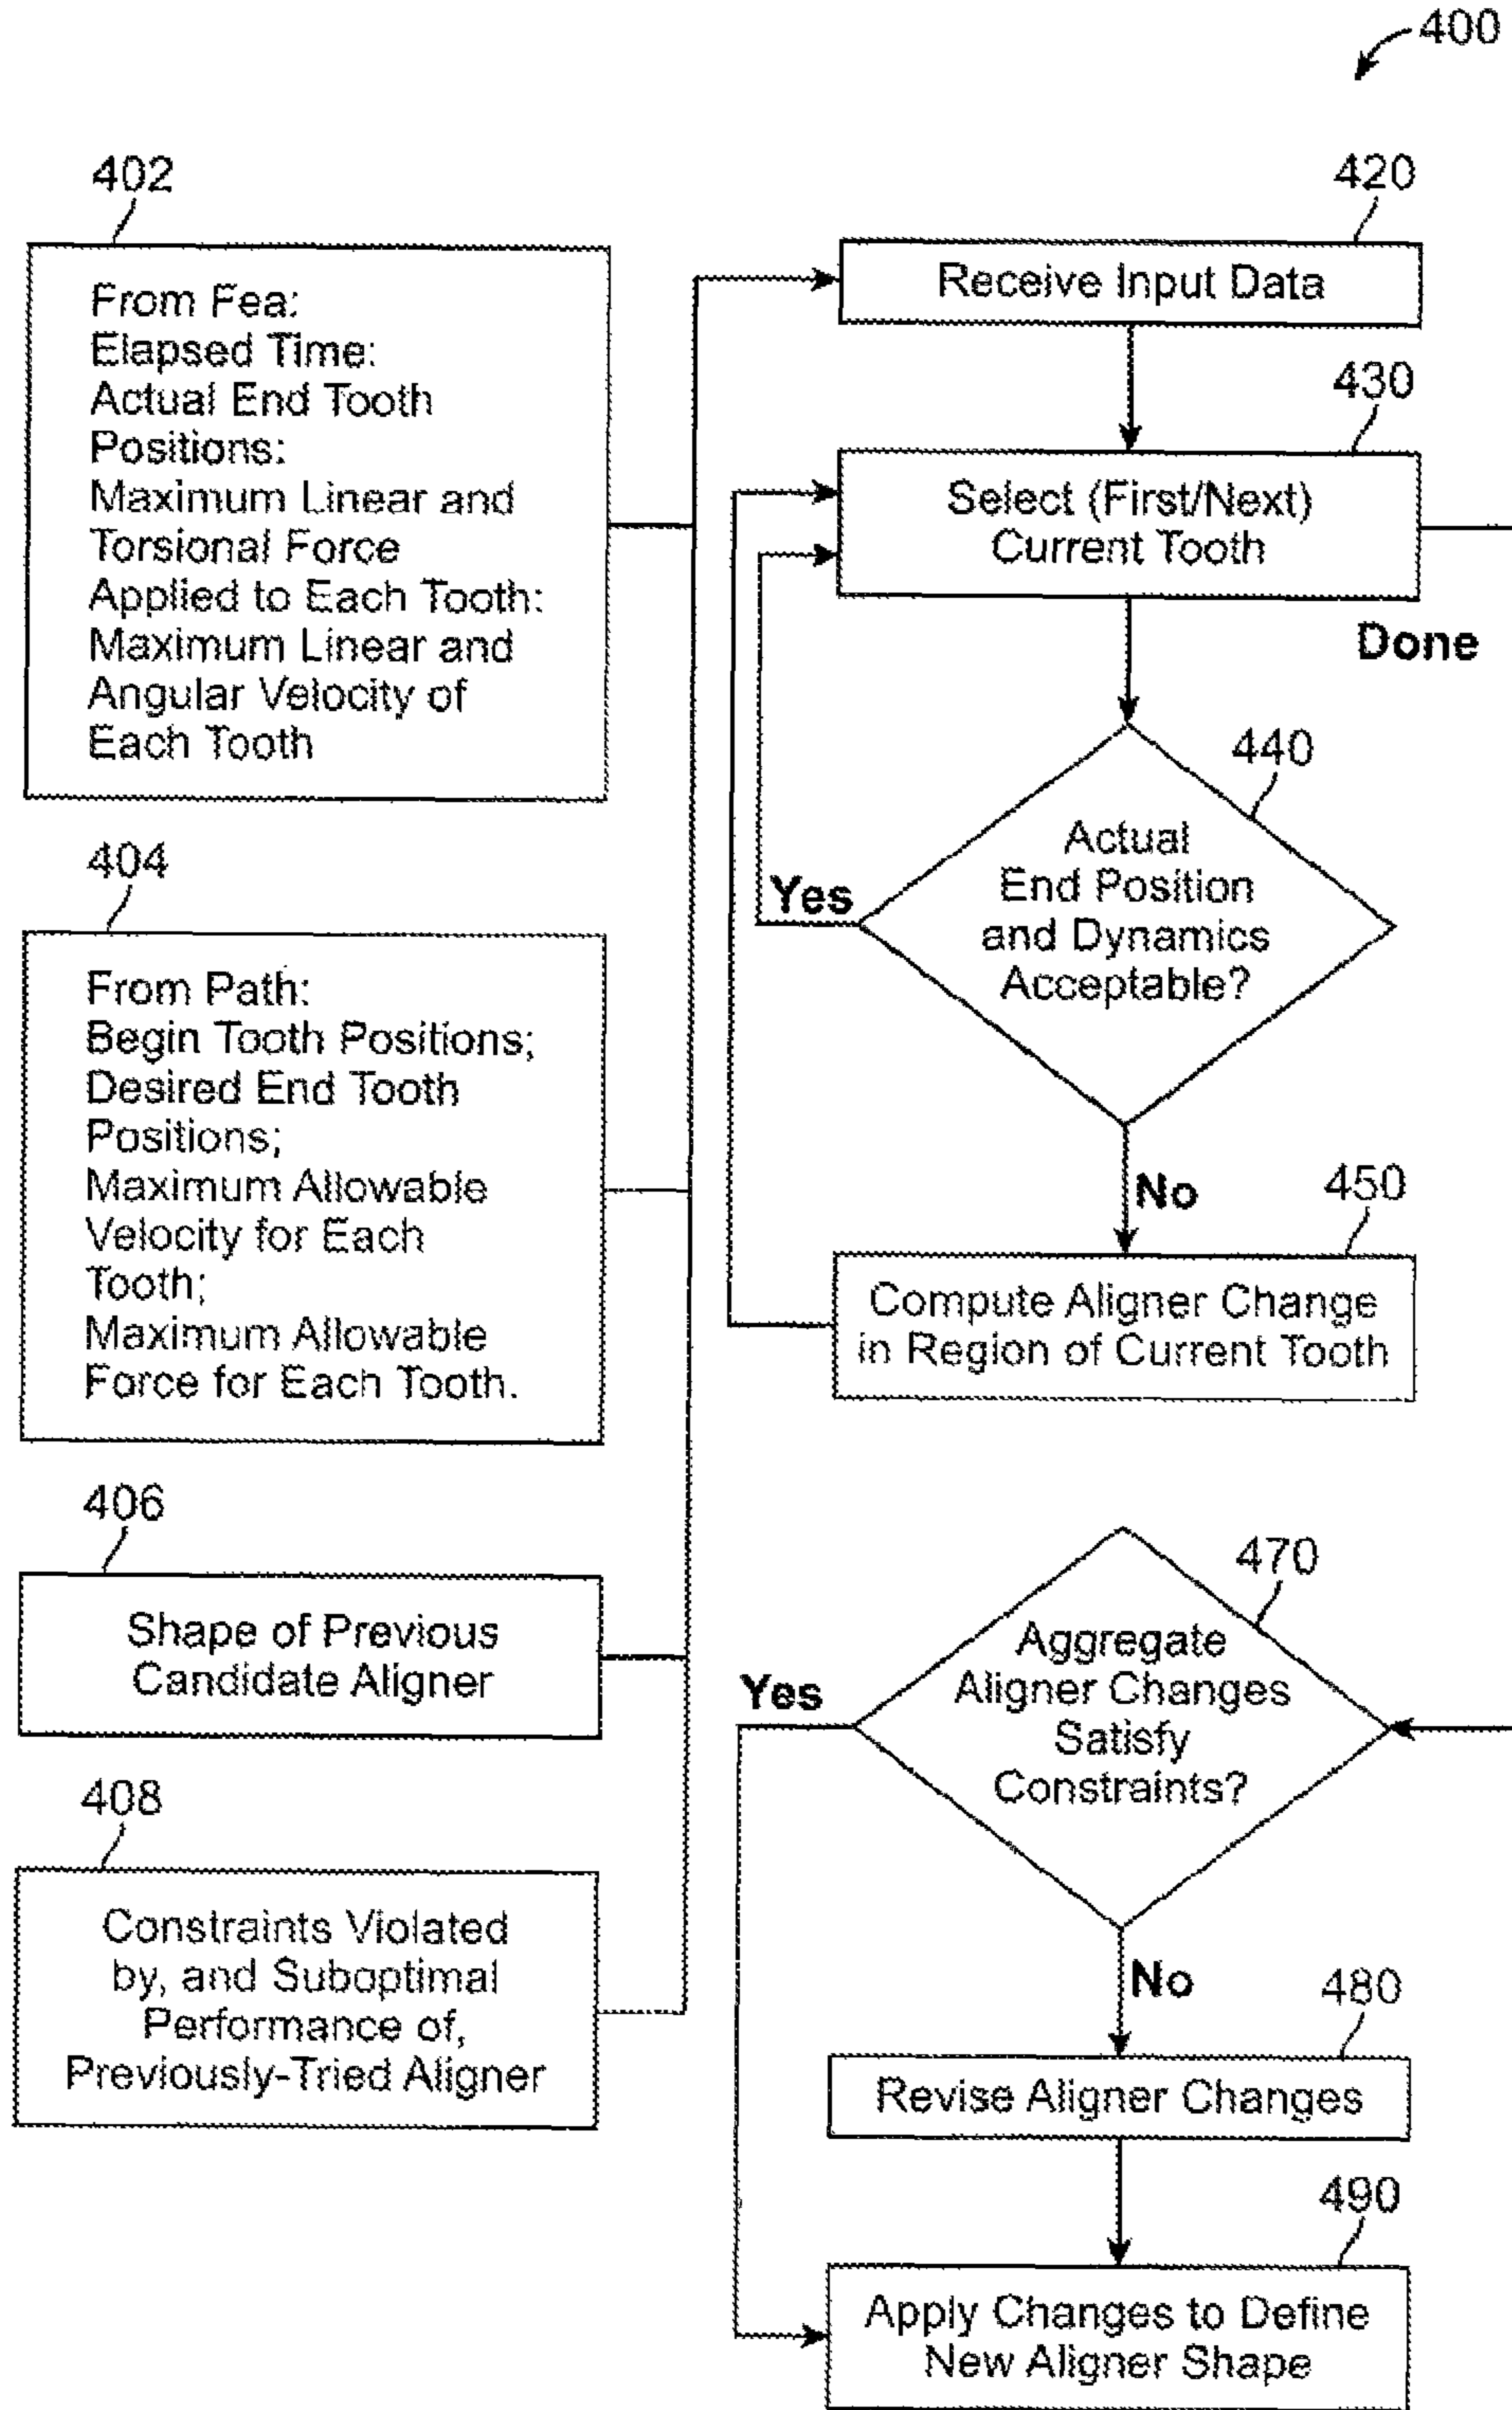 400
402
From Fea:
Elapsed Time:
Actual End Tooth
Positions:
Maximum Linear and
Torsional Force
Applied to Each Tooth:
Maximum Linear and
Angular Velocity of
Each Tooth
404
From Path:
Begin Tooth Positions;
Desired End Tooth
Positions;
Maximum Allowable
Velocity for Each
Tooth;
Maximum Allowable
Force for Each Tooth.
406
Shape of Previous
Candidate Aligner
408
Constraints Violated
by, and Suboptimal
Performance of,
Previously-Tried Aligner
420
Receive Input Data
430
Select (First/Next)
Current Tooth
Done
440
Actual
End Position
and Dynamics
Acceptable?
Yes
No
450
Compute Aligner Change
in Region of Current Tooth
470
Aggregate
Aligner Changes
Satisfy
Constraints?
Yes
No
480
Revise Aligner Changes
490
Apply Changes to Define
New Aligner Shape